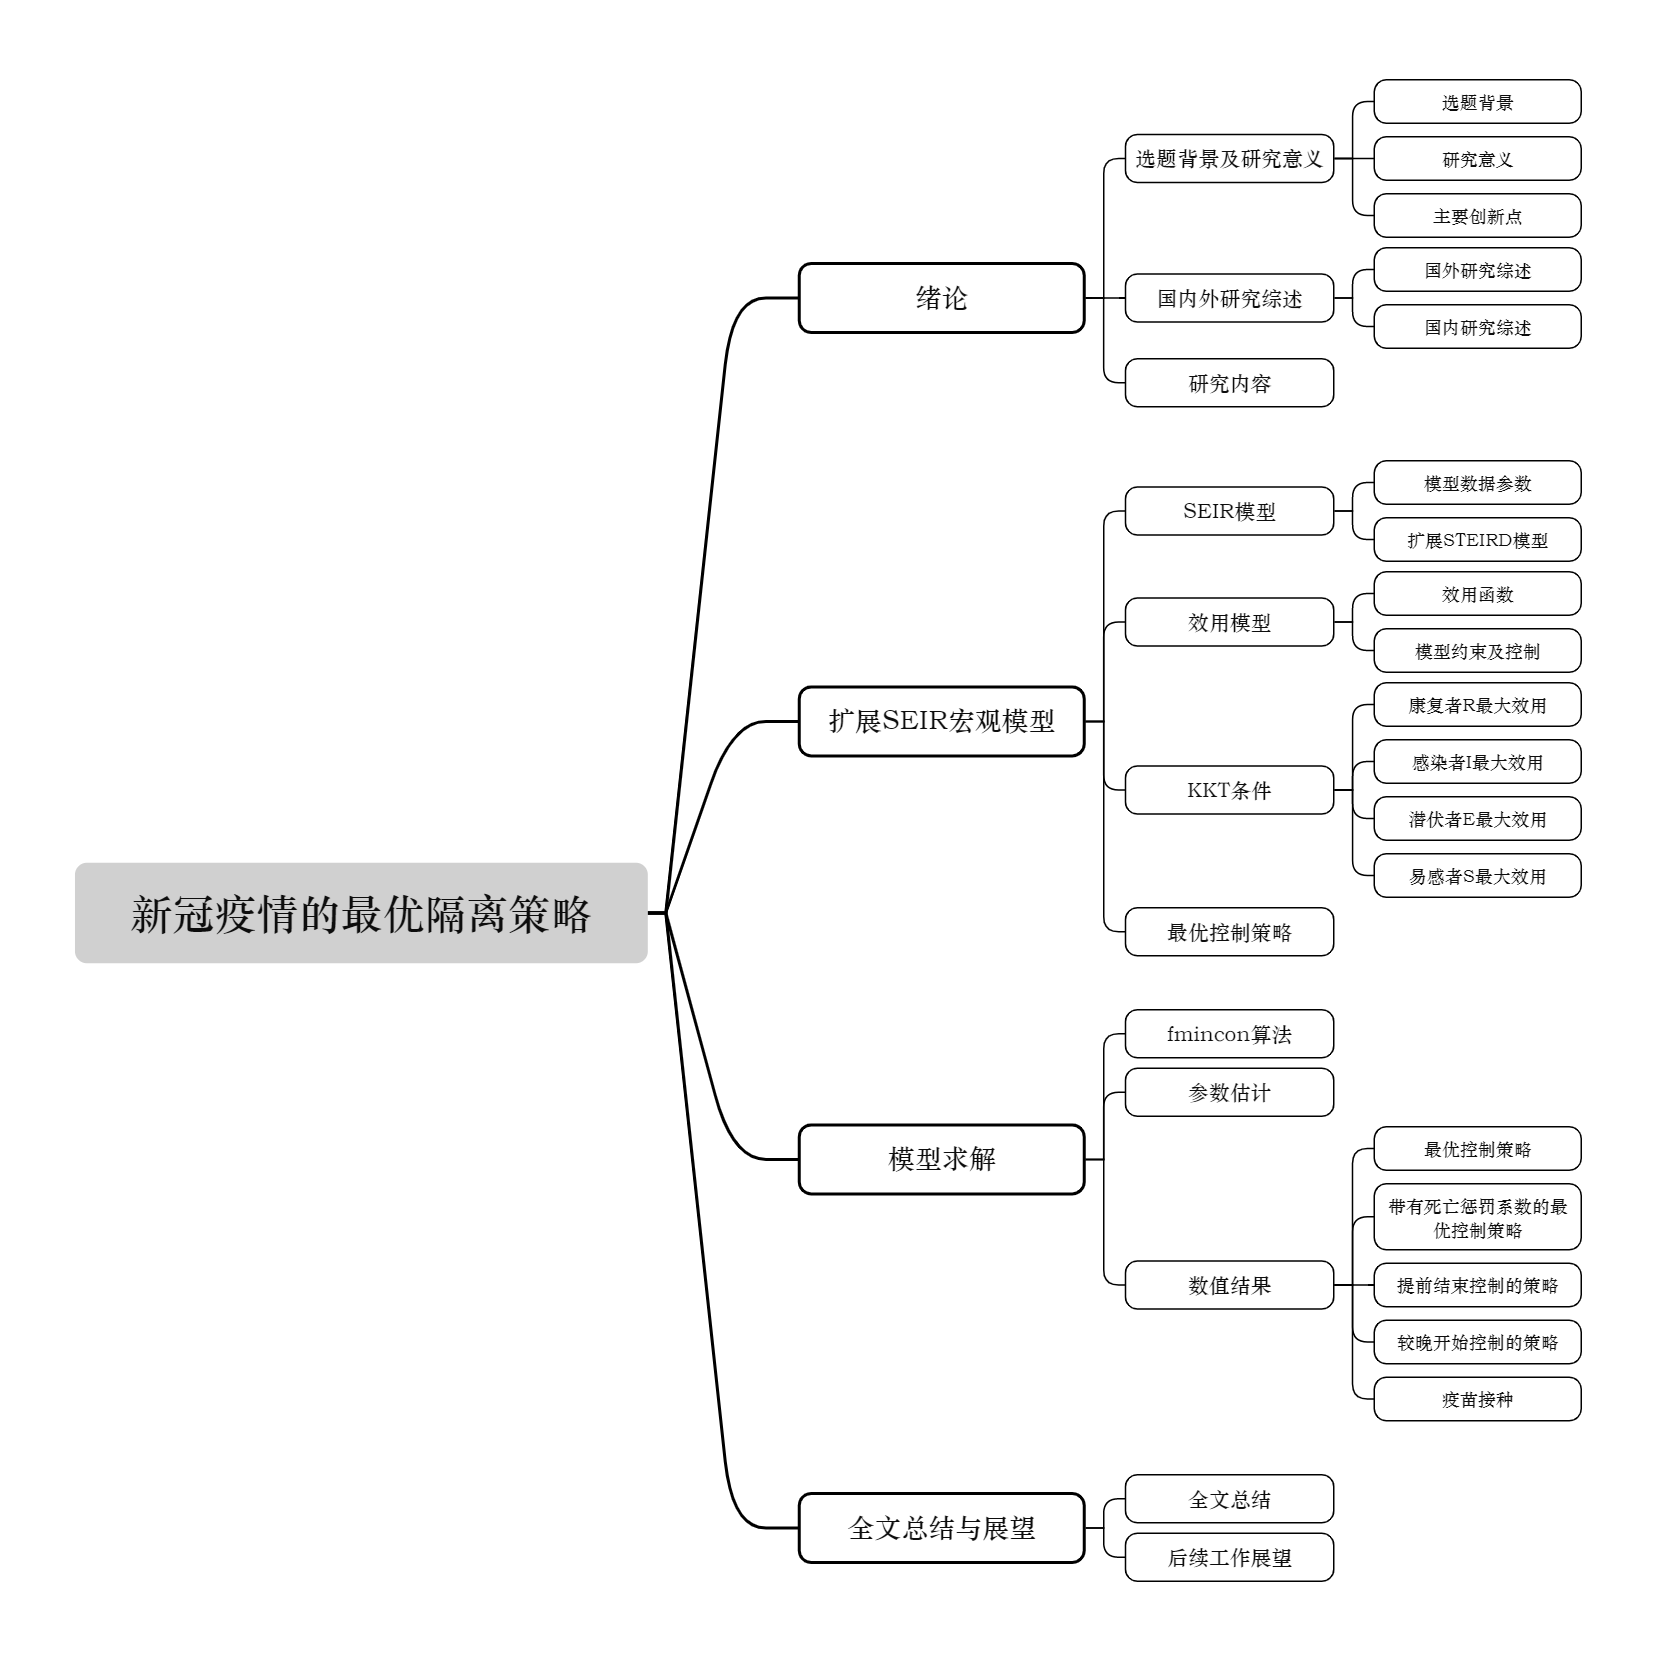 新冠疫情的最优隔离策略
绪论
选题背景及研究意义
选题背景
研究意义
主要创新点
国内外研究综述
国外研究综述
国内研究综述
研究内容
扩展SEIR宏观模型
SEIR模型
模型数据参数
扩展STEIRD模型
效用模型
效用函数
模型约束及控制
KKT条件
康复者R最大效用
感染者I最大效用
潜伏者E最大效用
易感者S最大效用
最优控制策略
模型求解
fmincon算法
参数估计
数值结果
最优控制策略
带有死亡惩罚系数的最
优控制策略
提前结束控制的策略
较晚开始控制的策略
疫苗接种
全文总结与展望
全文总结
后续工作展望